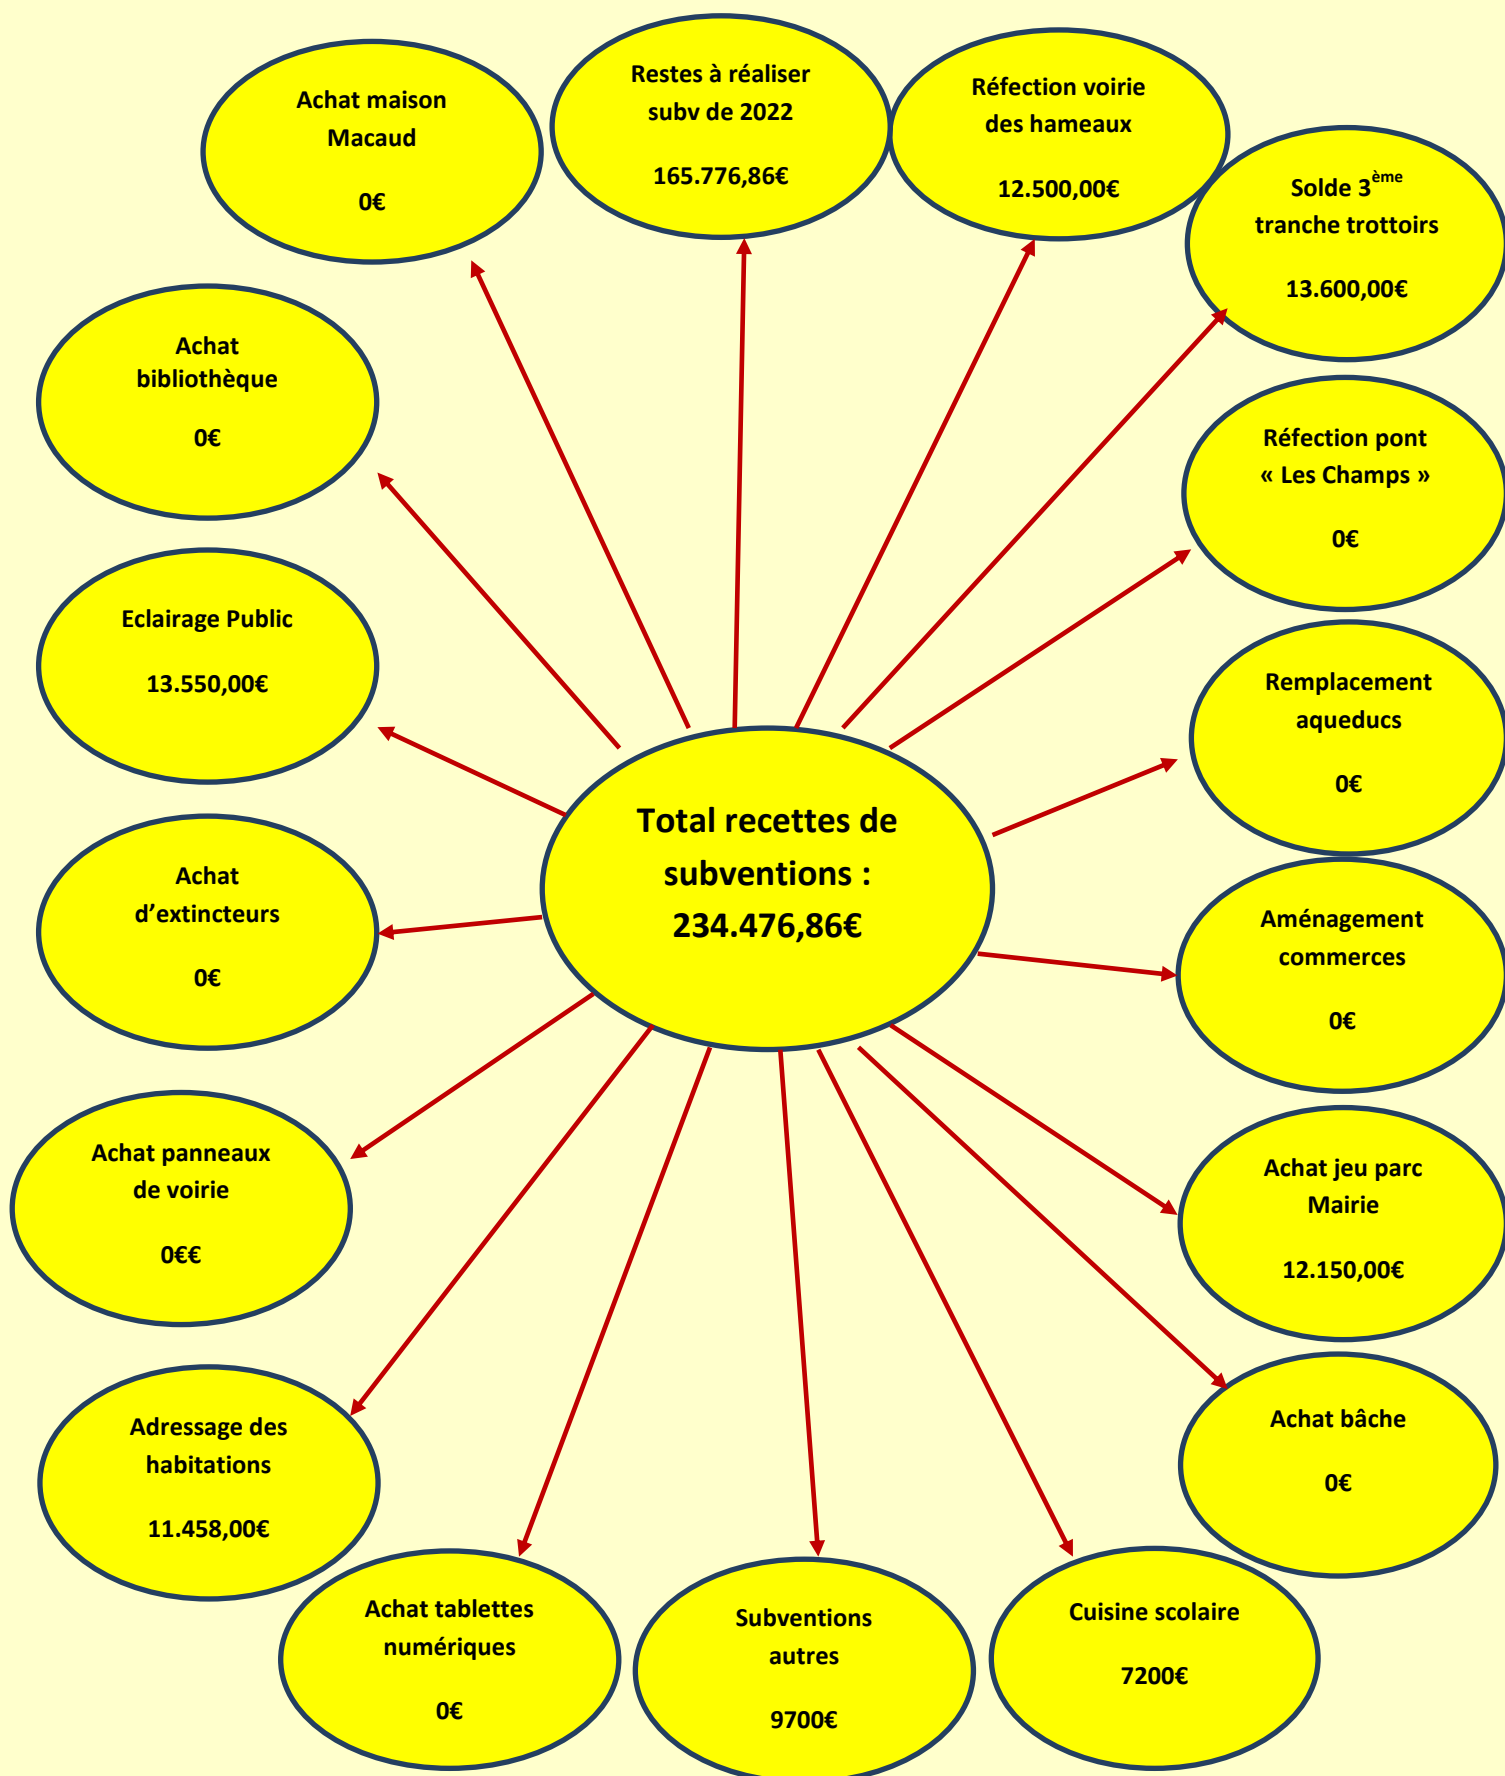 Achat maison
Macaud
0€
Restes à réaliser
subv de 2022
165.776,86€
Réfection voirie
des hameaux
12.500,00€
Solde 3ème
tranche trottoirs
13.600,00€
Achat
bibliothèque
0€
Réfection pont
« Les Champs »
0€
Eclairage Public
13.550,00€
Remplacement
aqueducs
0€
Total recettes de
subventions :
234.476,86€
Achat
d’extincteurs
0€
Aménagement
commerces
0€
Achat panneaux
de voirie
0€€
Achat jeu parc
Mairie
12.150,00€
Adressage des
habitations
11.458,00€
Achat bâche
0€
Achat tablettes
numériques
0€
Subventions
autres
9700€
Cuisine scolaire
7200€